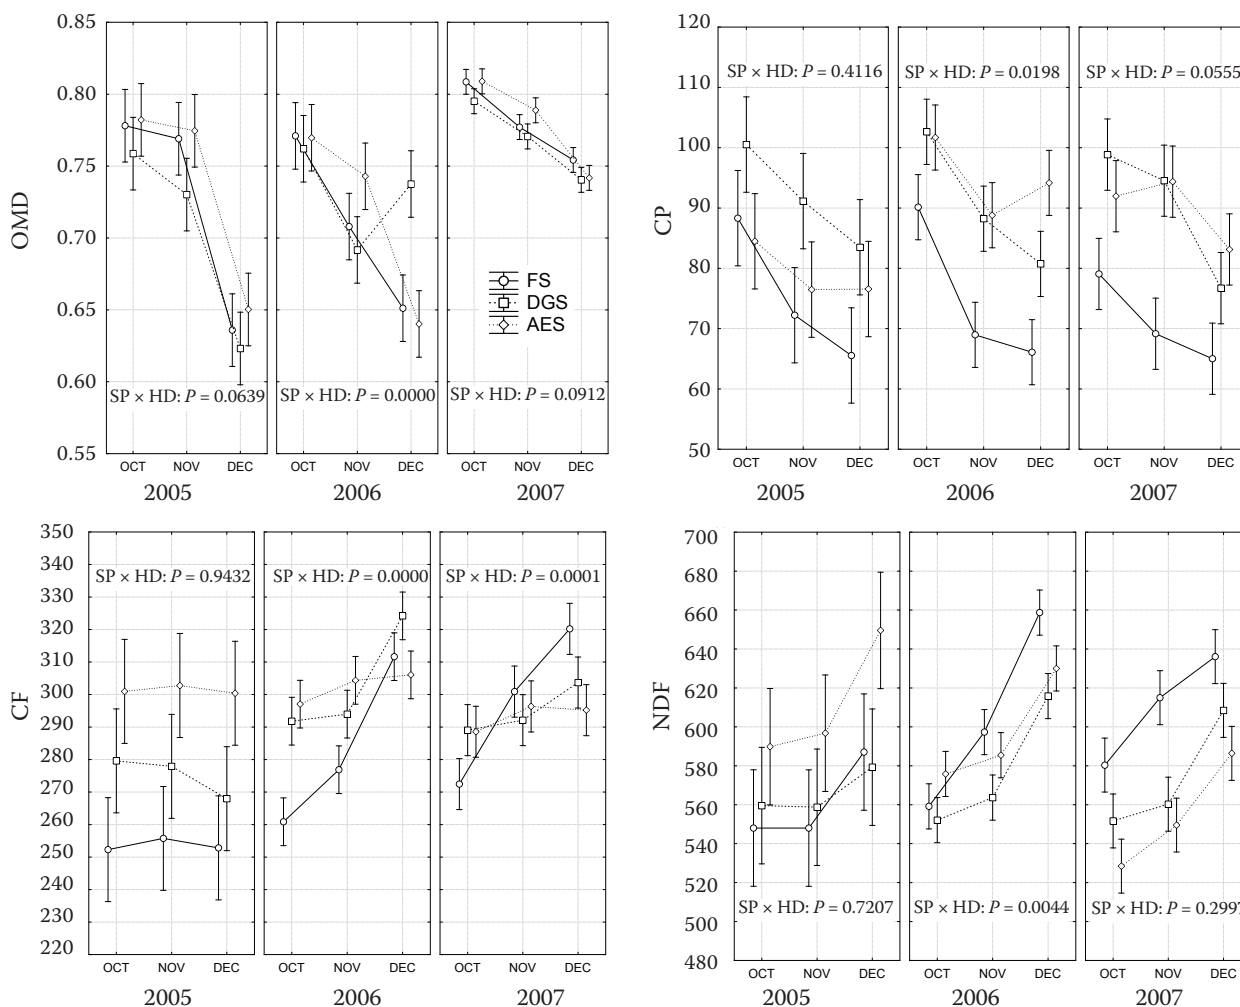 OMD
0.85
0.80
0.75
0.70
0.65
0.60
0.55
FS
DGS
AES
SP × HD: P = 0.0639
SP × HD: P = 0.0000
SP × HD: P = 0.0912
OCT NOV DEC
OCT NOV DEC
OCT NOV DEC
2005 2006 2007
CP
120
110
100
90
80
70
60
50
SP × HD: P = 0.4116
SP × HD: P = 0.0198
SP × HD: P = 0.0555
OCT NOV DEC
OCT NOV DEC
OCT NOV DEC
2005 2006 2007
CF
350
340
330
320
310
300
290
280
270
260
250
240
230
220
SP × HD: P = 0.9432
SP × HD: P = 0.0000
SP × HD: P = 0.0001
OCT NOV DEC
OCT NOV DEC
OCT NOV DEC
2005 2006 2007
NDF
700
680
660
640
620
600
580
560
540
520
500
480
SP × HD: P = 0.7207
SP × HD: P = 0.0044
SP × HD: P = 0.2997
OCT NOV DEC
OCT NOV DEC
OCT NOV DEC
2005 2006 2007